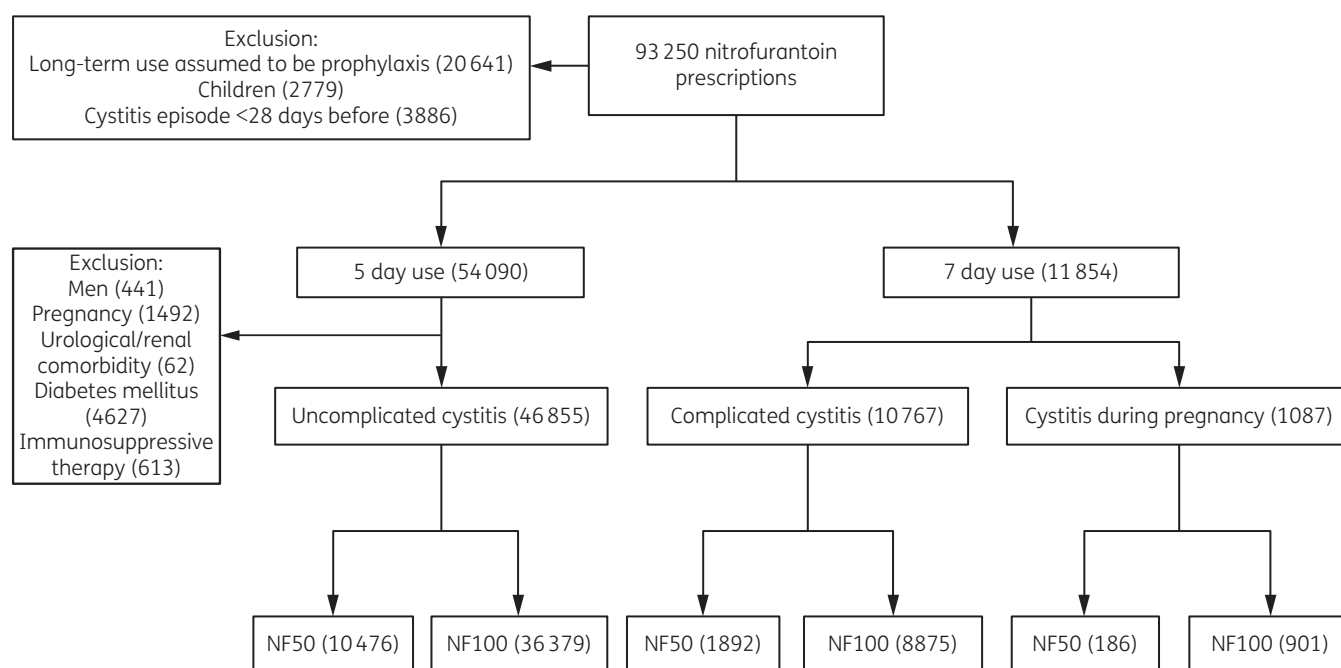 Exclusion:
Long-term use assumed to be prophylaxis (20 641)
Children (2779)
Cystitis episode <28 days before (3886)
93 250 nitrofurantoin
prescriptions
5 day use (54 090)
7 day use (11 854)
Exclusion:
Men (441)
Pregnancy (1492)
Urological/renal
comorbidity (62)
Diabetes mellitus
(4627)
Immunosuppressive
therapy (613)
Uncomplicated cystitis (46 855)
Complicated cystitis (10 767)
Cystitis during pregnancy (1087)
NF50 (10 476)
NF100 (36 379)
NF50 (1892)
NF100 (8875)
NF50 (186)
NF100 (901)